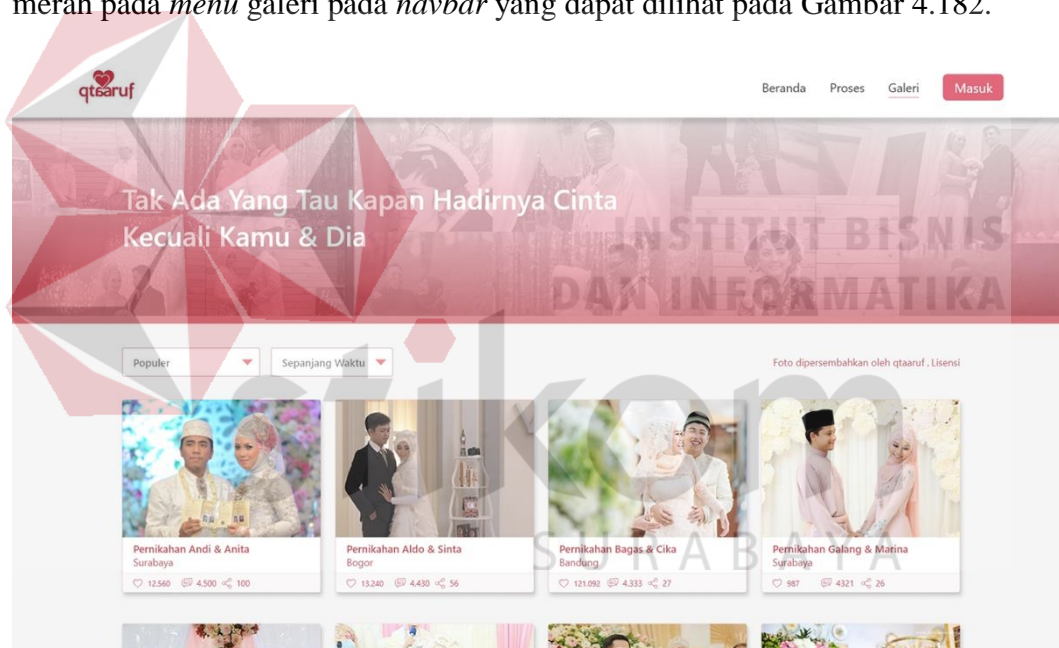 merah pada menu galeri pada navbar yang dapat dilihat pada Gambar 4.182.
qtaaruf
Beranda Proses Galeri Masuk
Tak Ada Yang Tau Kapan Hadirnya Cinta
Kecuali Kamu & Dia
INSTITUT BISNIS
DAN INFORMATIKA
Populer Sepanjang Waktu Foto dipersembahkan oleh qtaaruf . Lisensi
stikom
SURABAYA
Pernikahan Andi & Anita
Surabaya
12.560 4,500 100
Pernikahan Aldo & Sinta
Bogor
13.240 4,430 56
Pernikahan Bagas & Cika
Bandung
121.092 4.333 27
Pernikahan Galang & Marina
Surabaya
987 4321 26